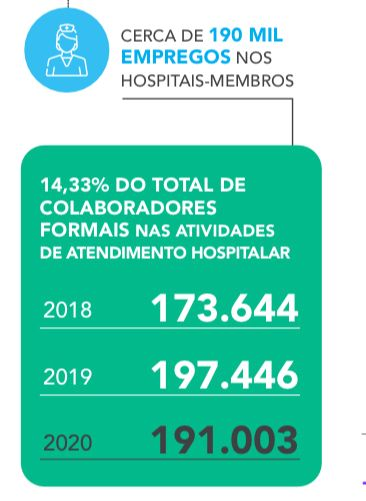 CERCA DE 190 MIL
EMPREGOS NOS
HOSPITAIS-MEMBROS
14,33% DO TOTAL DE
COLABORADORES
FORMAIS NAS ATIVIDADES
DE ATENDIMENTO HOSPITALAR
2018 173.644
2019 197.446
2020 191.003